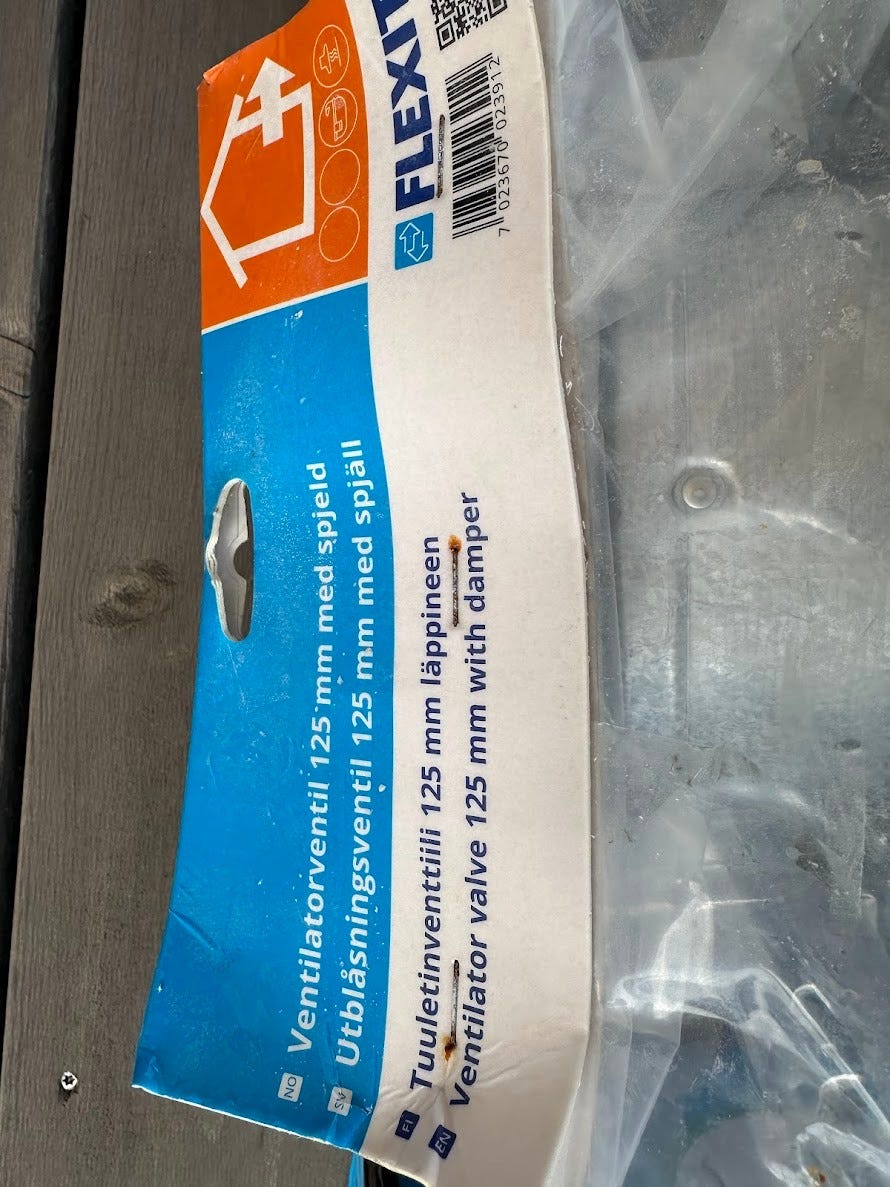 FLEXIT
7 023670 023912
NO Ventilatorventil 125 mm med spjeld
SV Utblåsningsventil 125 mm med spjäll
FI Tuuletinventtiili 125 mm läppineen
EN Ventilator valve 125 mm with damper